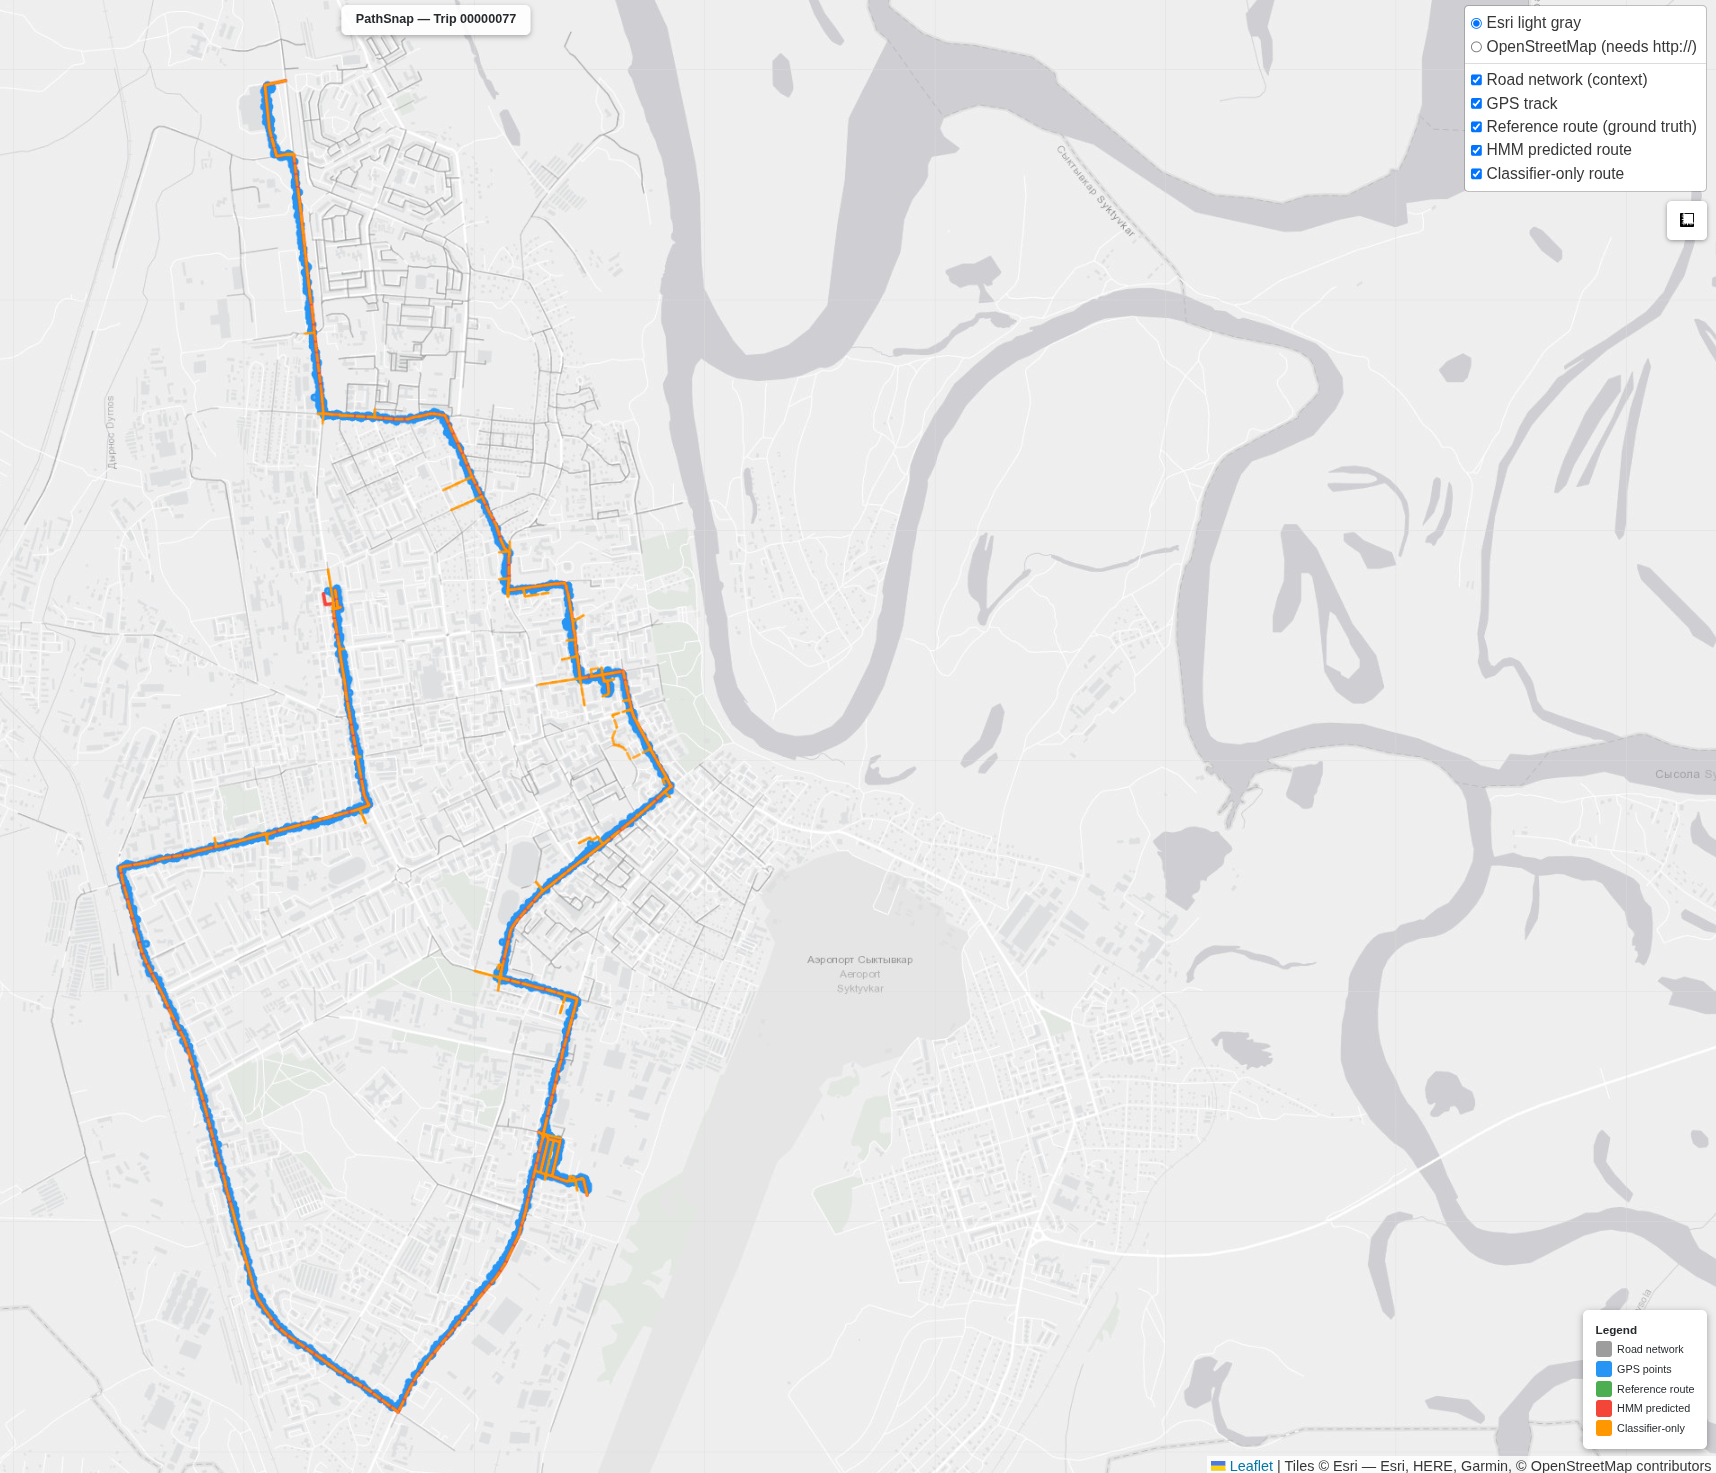 PathSnap — Trip 00000077
Esri light gray
OpenStreetMap (needs http://)
Road network (context)
GPS track
Reference route (ground truth)
HMM predicted route
Classifier-only route
Сыктывкар Syktyvkar
Дырнос Dyrnos
Сысола Sy
Аэропорт Сыктывкар
Aeroport
Syktyvkar
Legend
Road network
GPS points
Reference route
HMM predicted
Classifier-only
Leaflet | Tiles © Esri — Esri, HERE, Garmin, © OpenStreetMap contributors